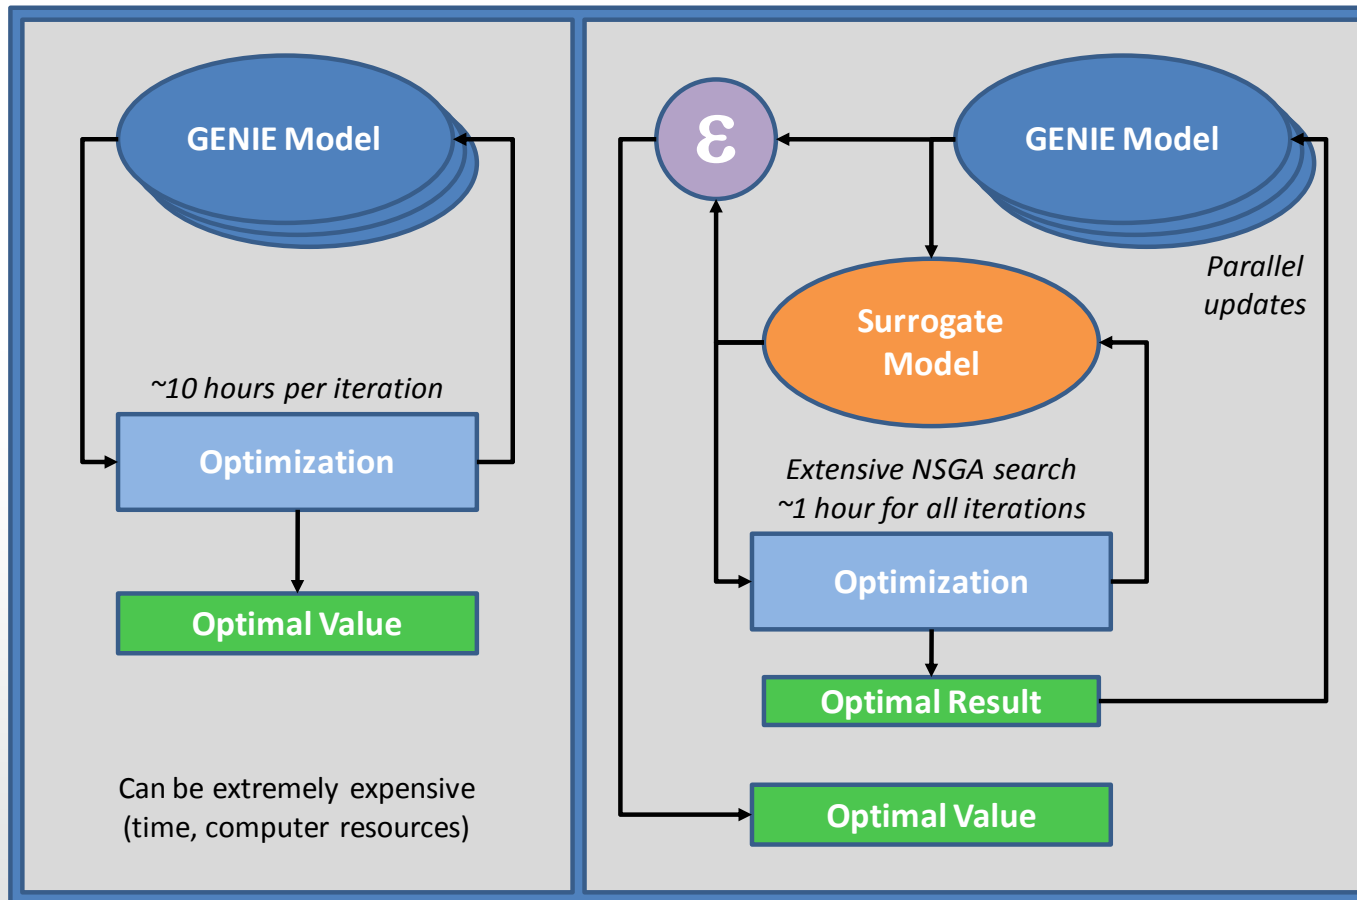 GENIE Model
~10 hours per iteration
Optimization
Optimal Value
Can be extremely expensive
(time, computer resources)
ε
GENIE Model
Parallel
updates
Surrogate
Model
Extensive NSGA search
~1 hour for all iterations
Optimization
Optimal Result
Optimal Value